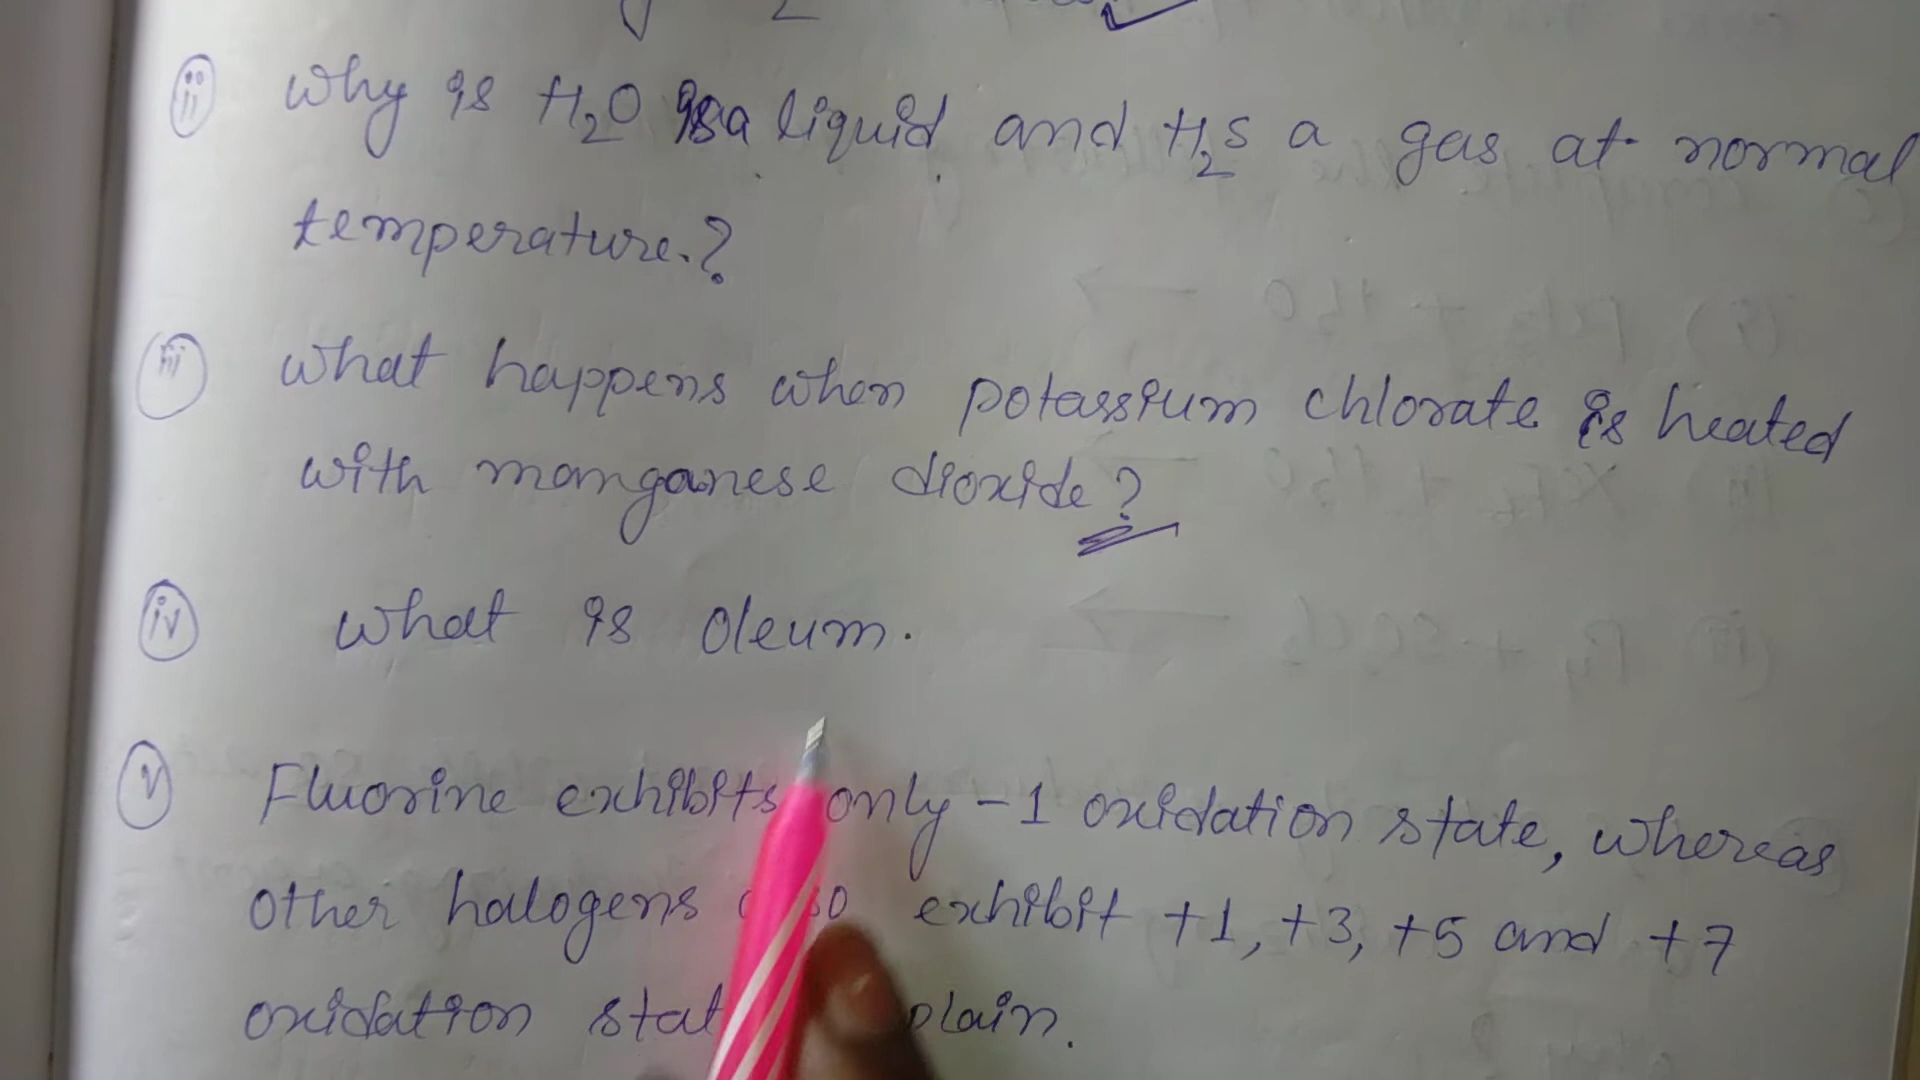 (ii) Why is H₂O is a liquid and H₂S a gas at normal
temperature.?
(iii) What happens when potassium chlorate is heated
with manganese dioxide?
(iv) What is oleum.
(v) Fluorine exhibits only -1 oxidation state, whereas
other halogens exhibit +1, +3, +5 and +7
oxidation